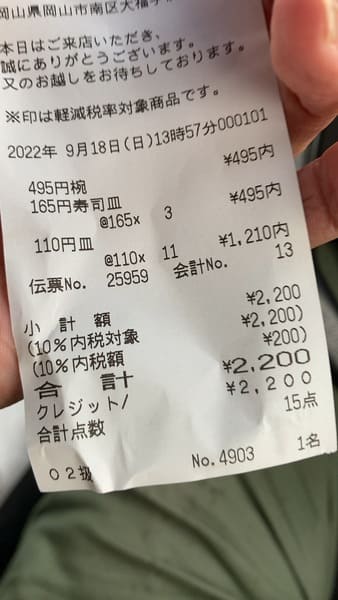 岡山県岡山市南区大福
本日はご来店いただき、
誠にありがとうございます。
又のお越しをお待ちしております。
※印は軽減税率対象商品です。
2022年 9月18日(日)13時57分000101
495円椀 ¥495内
165円寿司皿
@165x 3 ¥495内
110円皿
@110x 11 ¥1,210内
伝票No. 25959 会計No. 13
小 計 額 ¥2,200
(10%内税対象 ¥2,200)
(10%内税額 ¥200)
合 計 ¥2,200
クレジット/ ¥2,200
合計点数 15点
02扱 No.4903 1名